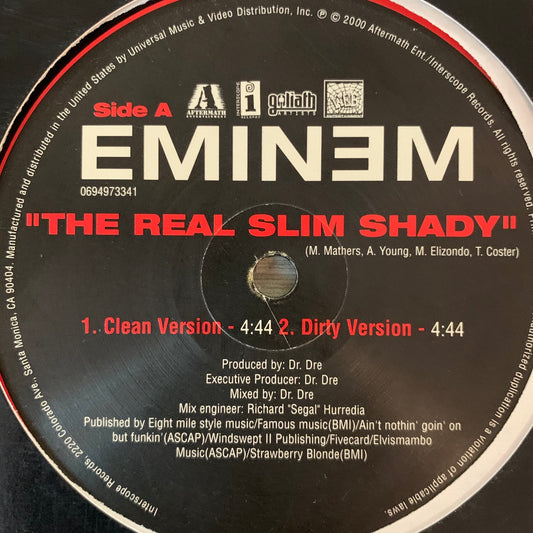 Manufactured and distributed in the United States by Universal Music & Video Distribution, Inc. ℗ © 2000 Aftermath Ent./Interscope Records. All rights reserved.
AFTERMATH
i
goliath
ARTISTS
Side A
EMINƎM
0694973341
"THE REAL SLIM SHADY"
(M. Mathers, A. Young, M. Elizondo, T. Coster)
1. Clean Version - 4:44 2. Dirty Version - 4:44
Produced by: Dr. Dre
Executive Producer: Dr. Dre
Mixed by: Dr. Dre
Mix engineer: Richard "Segal" Hurredia
Published by Eight mile style music/Famous music(BMI)/Ain't nothin' goin' on
but funkin'(ASCAP)/Windswept II Publishing/Fivecard/Elvismambo
Music(ASCAP)/Strawberry Blonde(BMI)
Interscope Records, 2220 Colorado Ave., Santa Monica, CA 90404.
duplication is a violation of applicable laws.